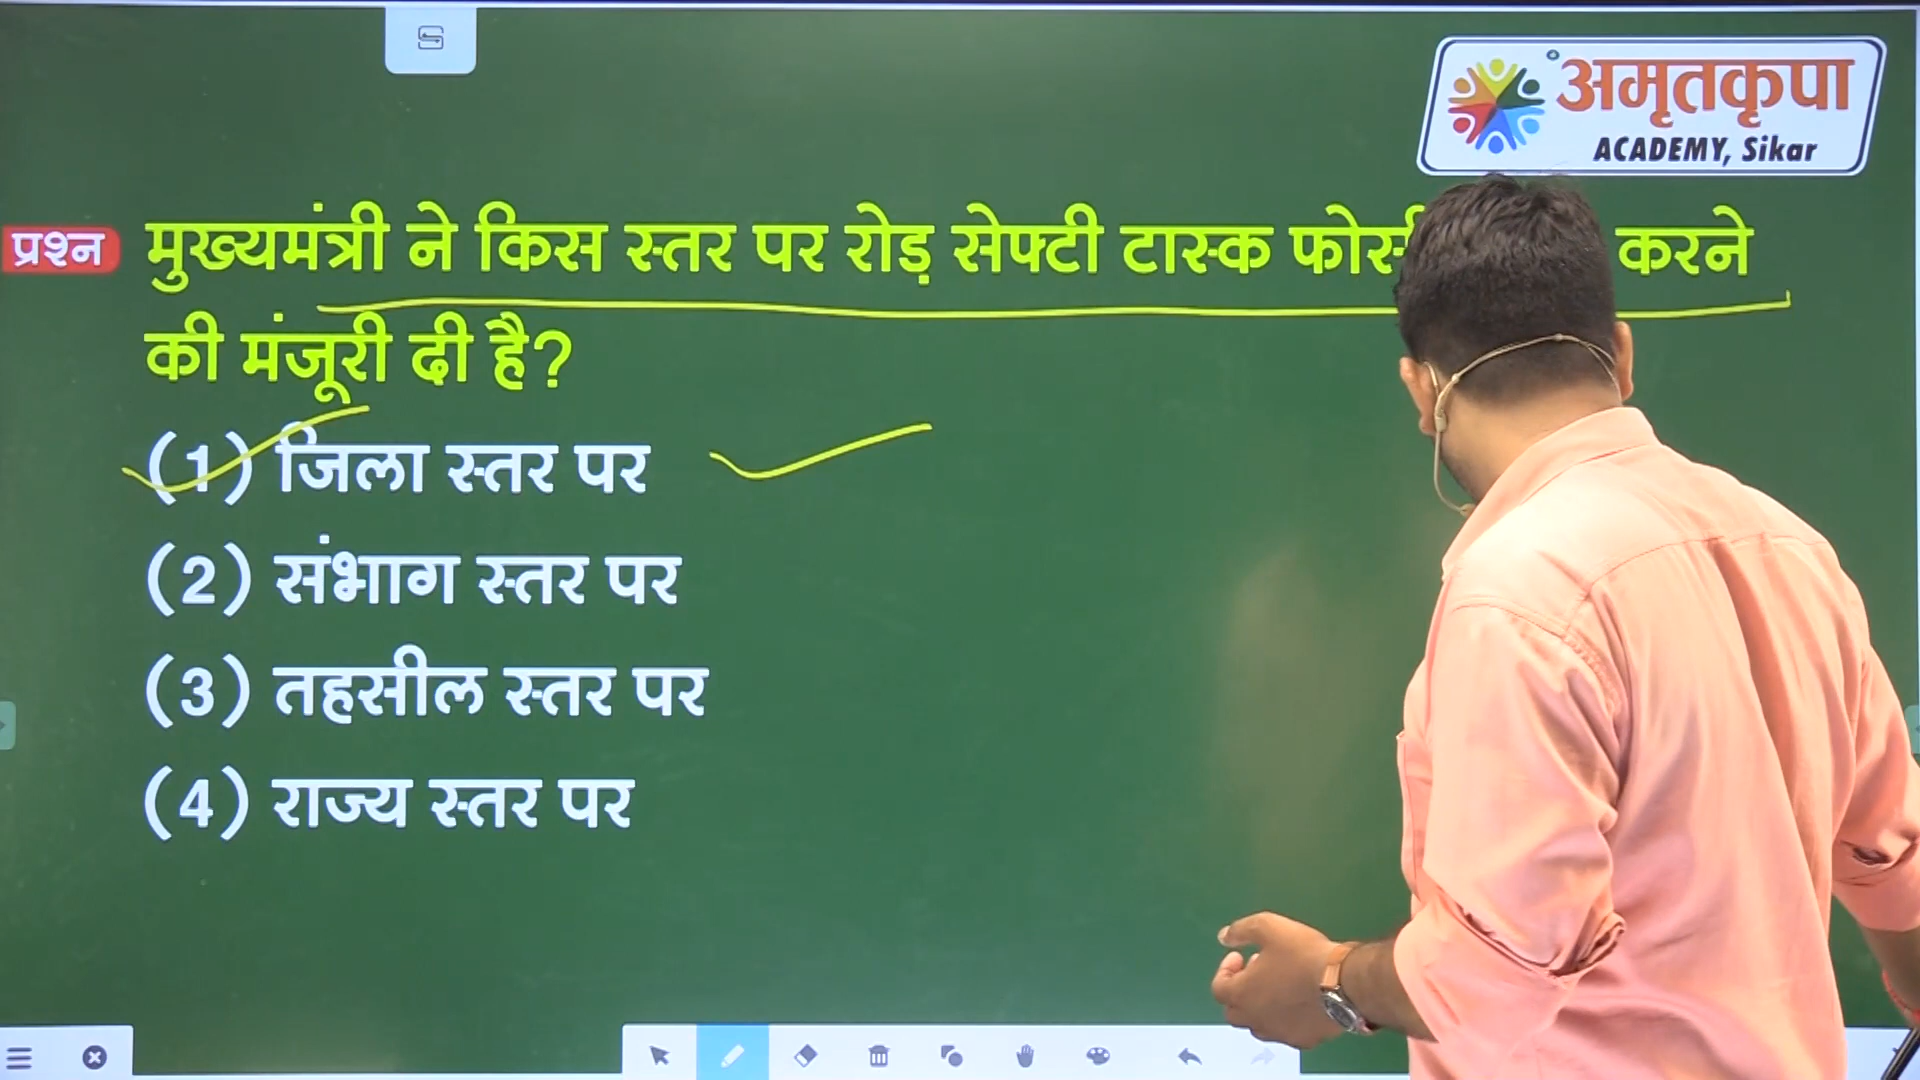 अमृतकृपा
ACADEMY, Sikar
प्रश्न मुख्यमंत्री ने किस स्तर पर रोड़ सेफ्टी टास्क करने
की मंजूरी दी है?
(1) जिला स्तर पर
(2) संभाग स्तर पर
(3) तहसील स्तर पर
(4) राज्य स्तर पर